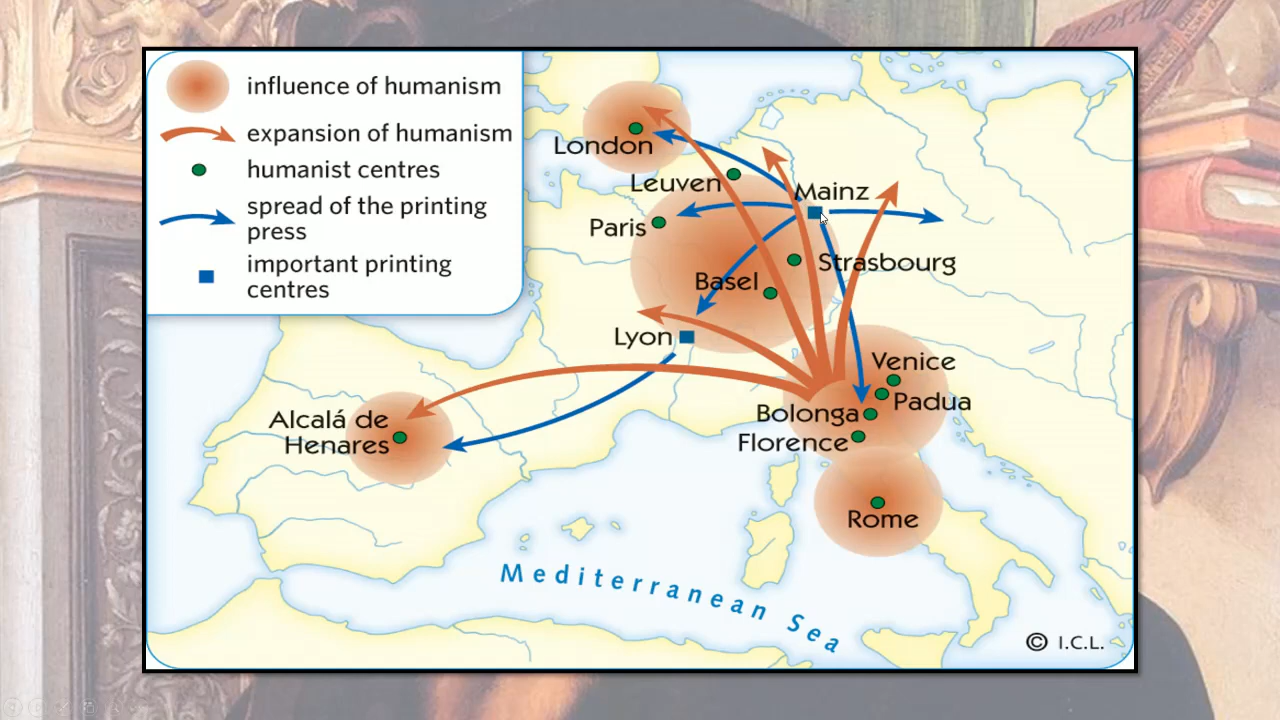 influence of humanism
expansion of humanism
humanist centres
spread of the printing
press
important printing
centres
London
Leuven
Mainz
Paris
Strasbourg
Basel
Lyon
Venice
Alcalá de
Henares
Padua
Bolonga
Florence
Rome
Mediterranean Sea
© I.C.L.